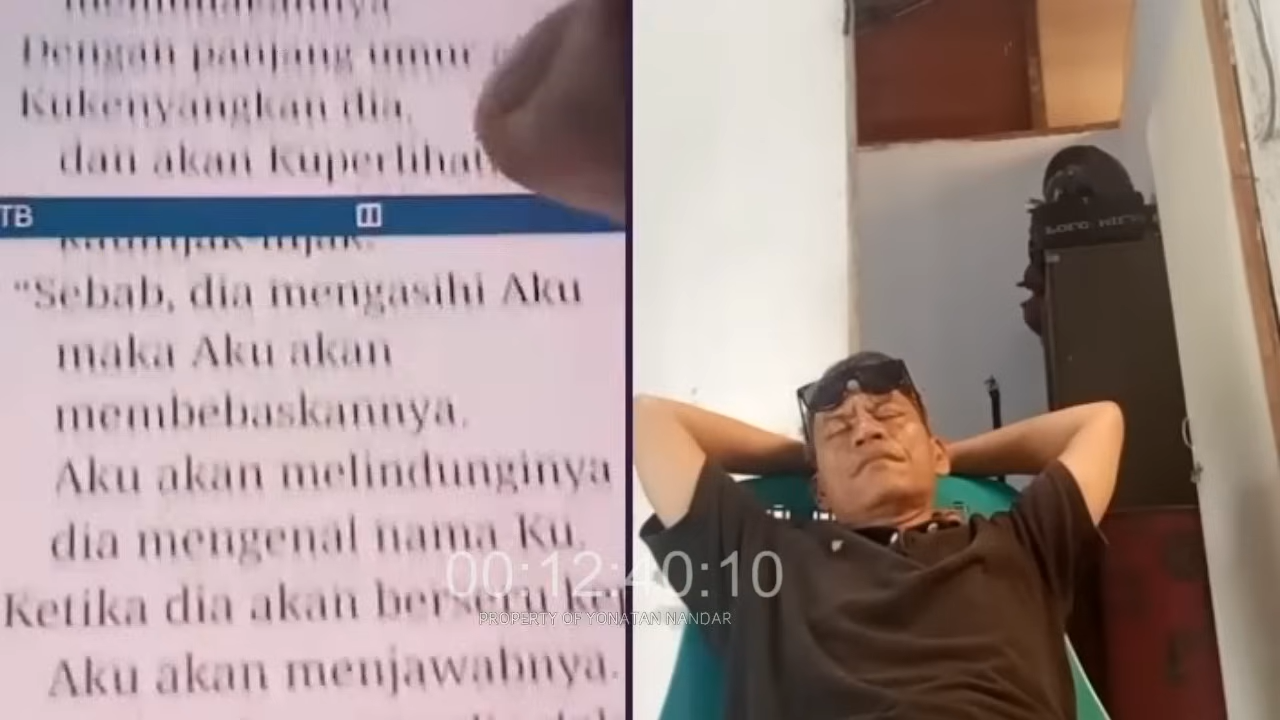 Dengan panjang umur
Kukenyangkan dia,
dan akan Kuperlihat
TB
"Sebab, dia mengasihi Aku
maka Aku akan
membebaskannya.
Aku akan melindunginya
dia mengenal nama Ku.
Ketika dia akan
Aku akan menjawabnya.
00:12:40:10
PROPERTY OF YONATAN NANDAR
POLO